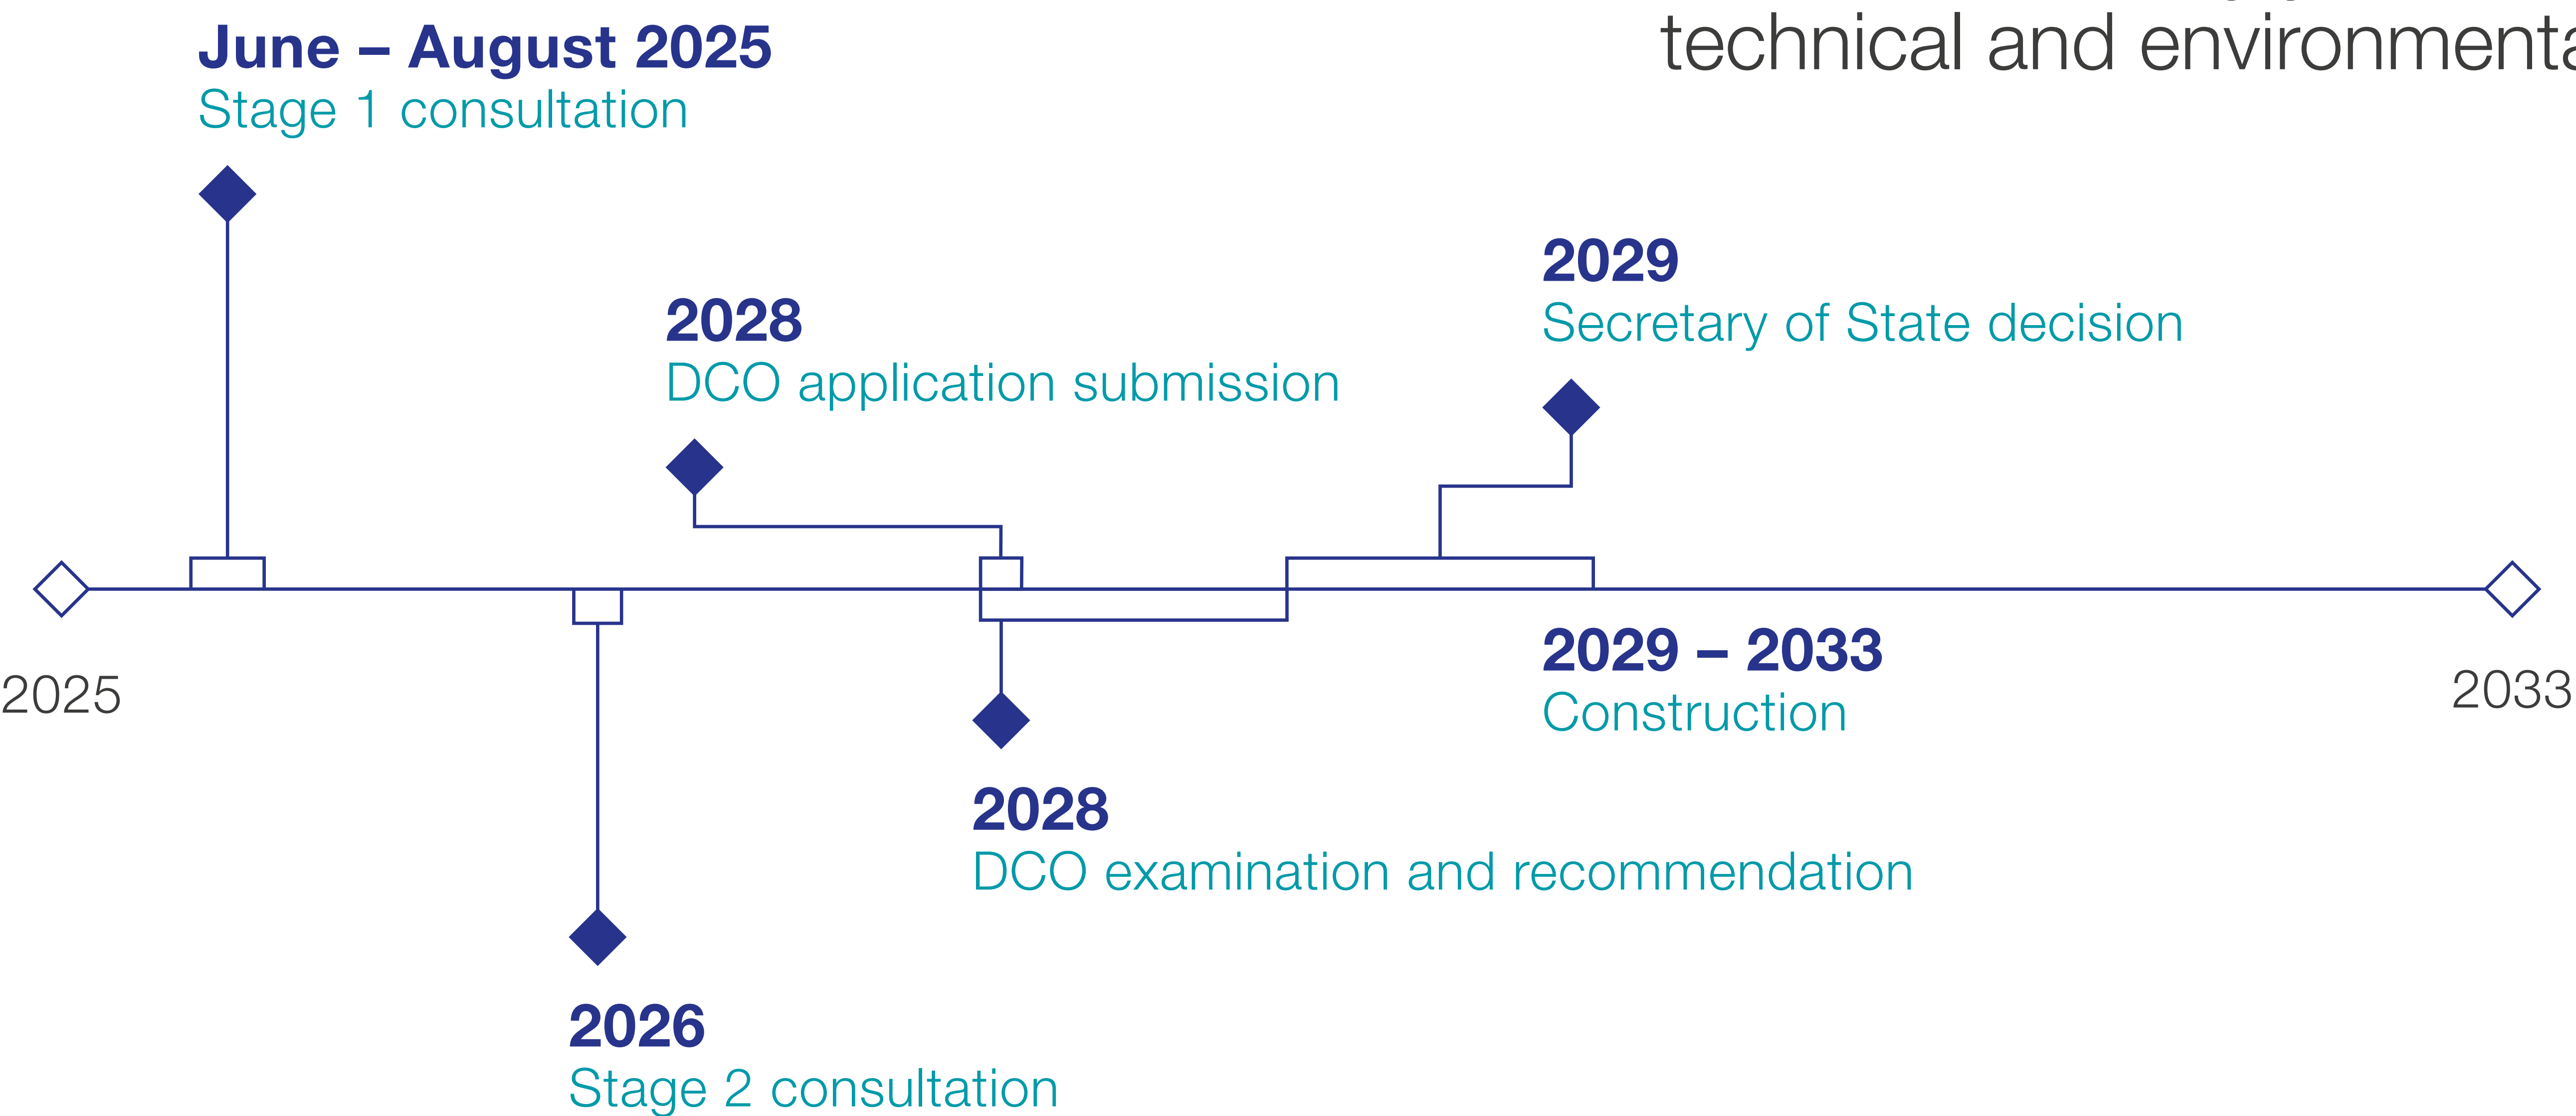 technical and
June – August 2025
Stage 1 consultation
2029
Secretary of State decision
2028
DCO application submission
2025
2033
2029 – 2033
Construction
2028
DCO examination and recommendation
2026
Stage 2 consultation